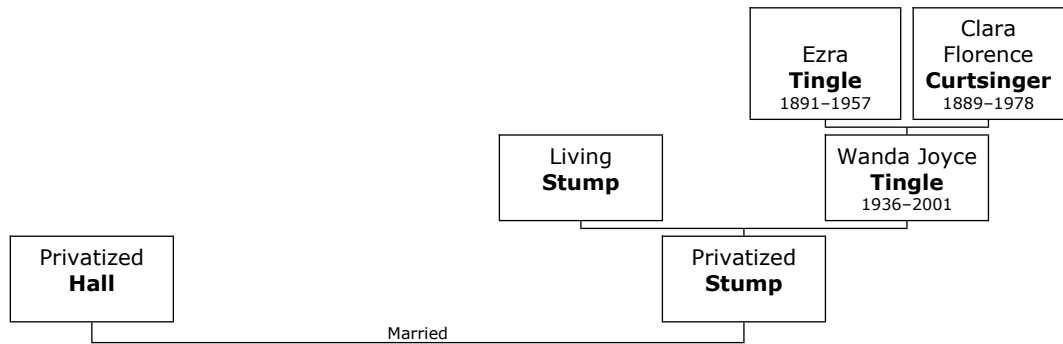 Ezra
Tingle
1891–1957
Clara
Florence
Curtsinger
1889–1978
Living
Stump
Wanda Joyce
Tingle
1936–2001
Privatized
Hall
Privatized
Stump
Married